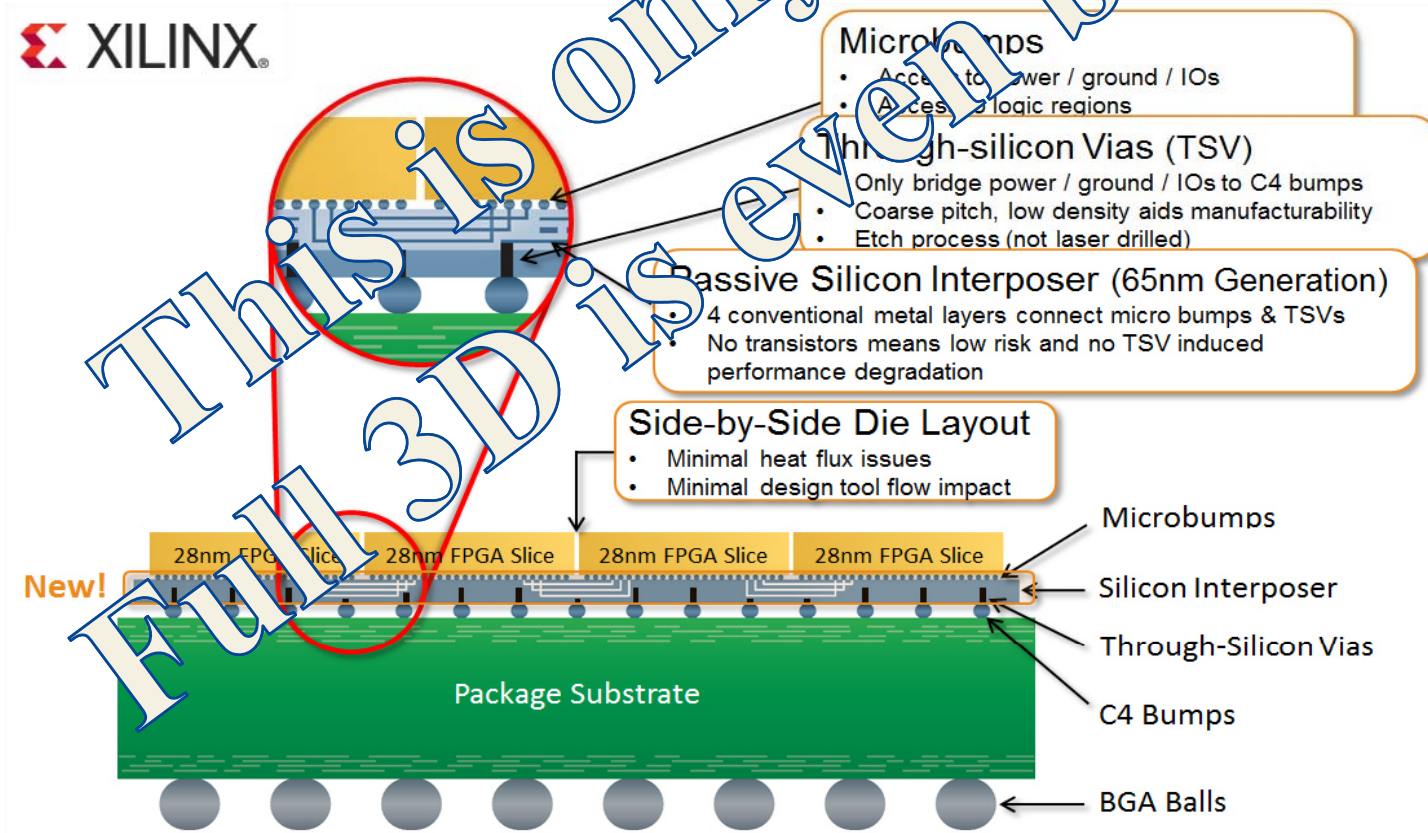 XILINX®
Microbumps
• Access to power / ground / IOs
• Access to logic regions
Through-silicon Vias (TSV)
Only bridge power / ground / IOs to C4 bumps
• Coarse pitch, low density aids manufacturability
• Etch process (not laser drilled)
Passive Silicon Interposer (65nm Generation)
• 4 conventional metal layers connect micro bumps & TSVs
• No transistors means low risk and no TSV induced
performance degradation
Side-by-Side Die Layout
• Minimal heat flux issues
• Minimal design tool flow impact
This is only
Full 3D is even
28nm FPGA Slice
28nm FPGA Slice
28nm FPGA Slice
28nm FPGA Slice
New!
Microbumps
Silicon Interposer
Through-Silicon Vias
C4 Bumps
Package Substrate
BGA Balls